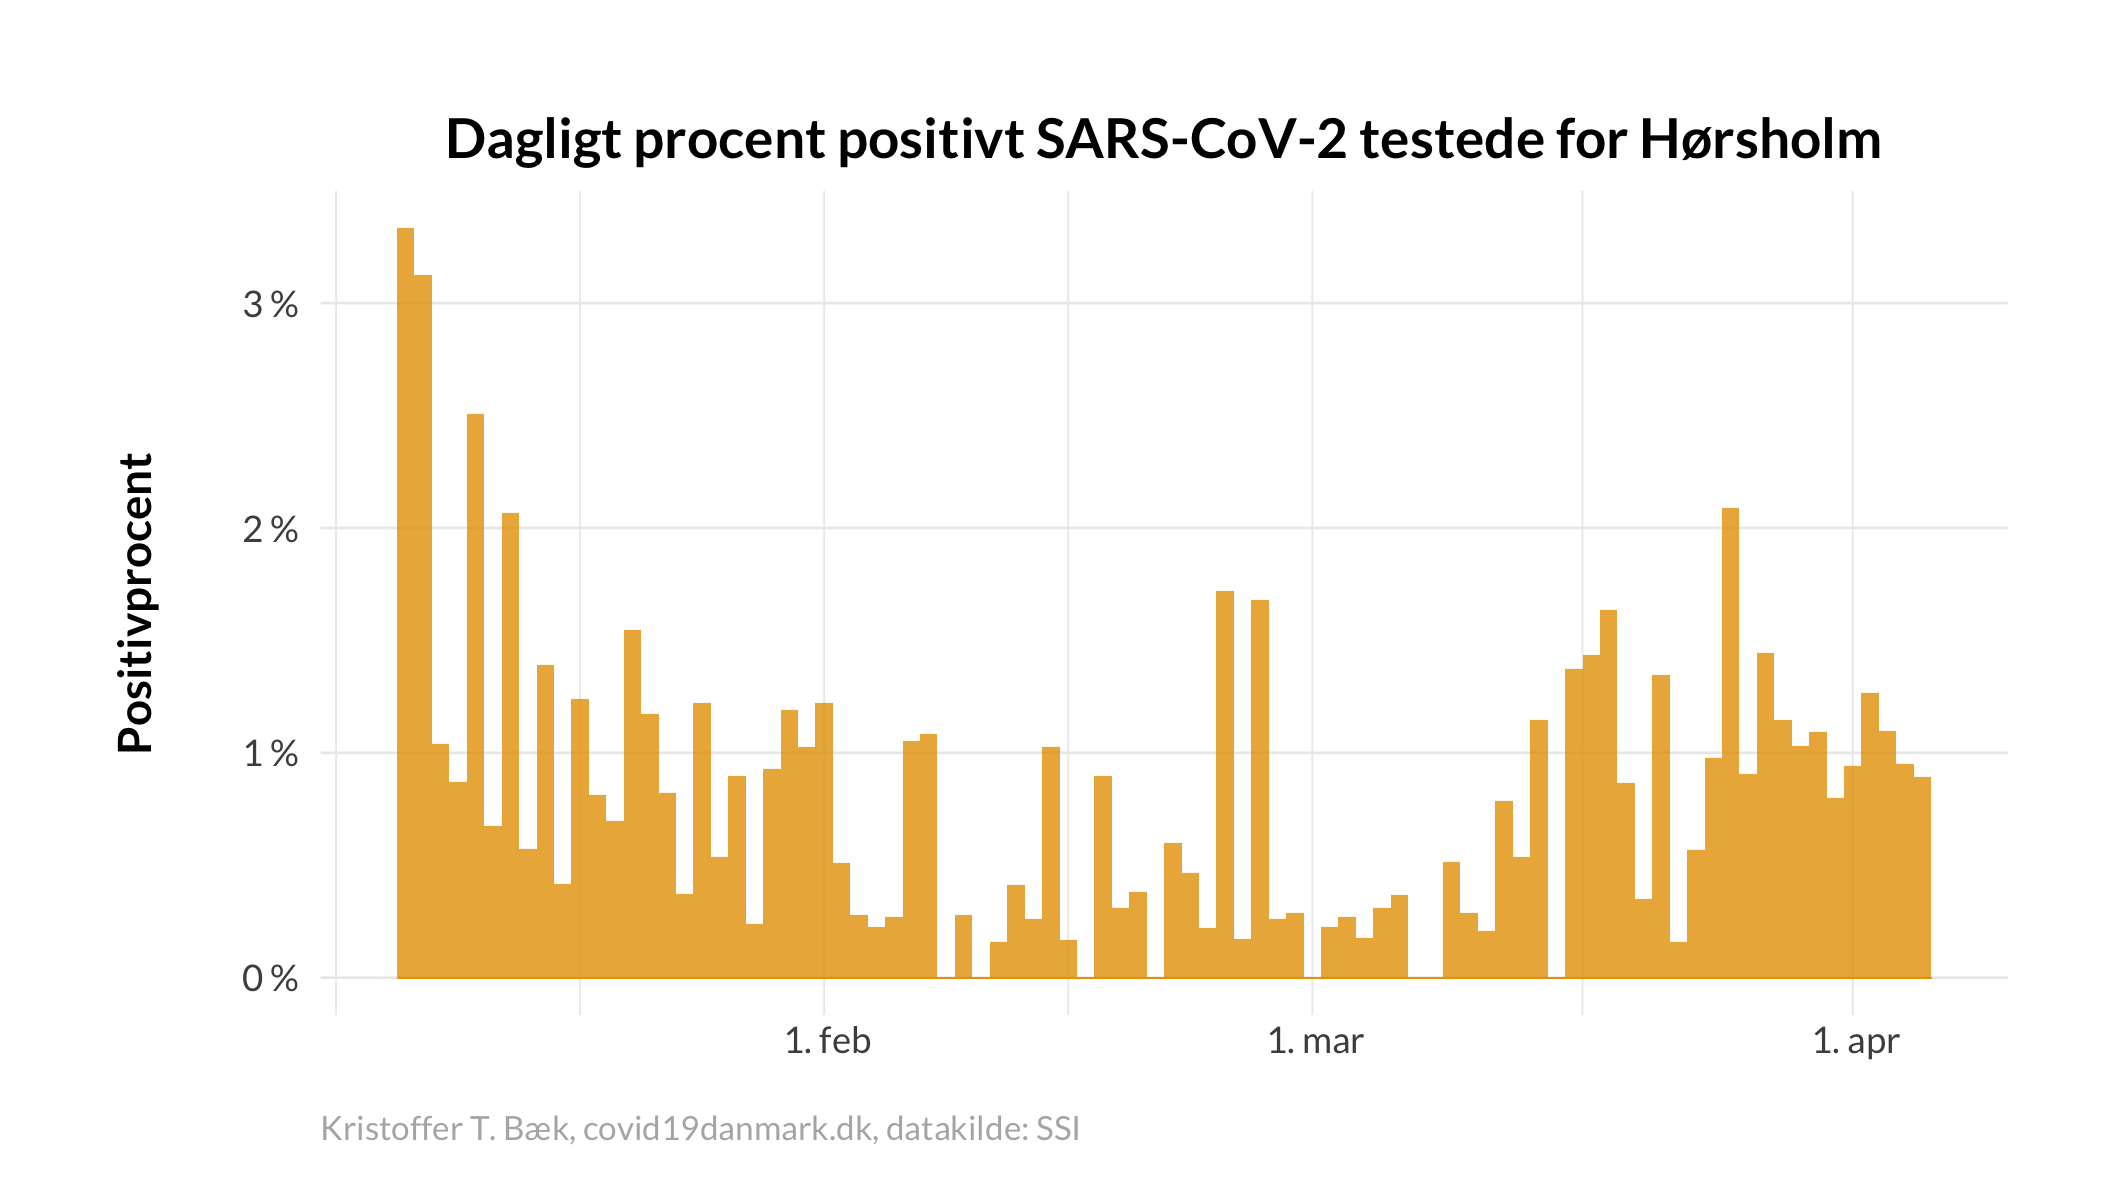 Dagligt procent positivt SARS-CoV-2 testede for Hørsholm
Positivprocent
3 %
2 %
1 %
0 %
1. feb
1. mar
1. apr
Kristoffer T. Bæk, covid19danmark.dk, datakilde: SSI